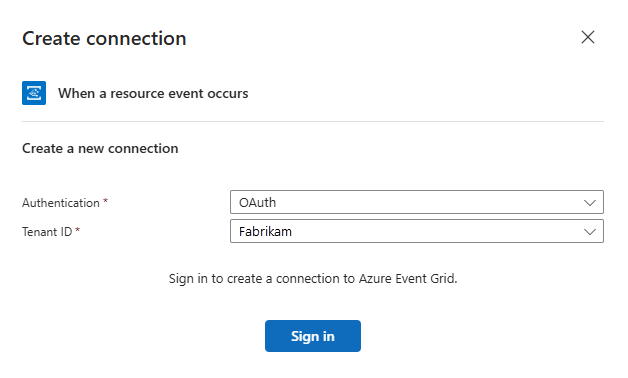 Create connection
When a resource event occurs
Create a new connection
Authentication * OAuth
Tenant ID * Fabrikam
Sign in to create a connection to Azure Event Grid.
Sign in